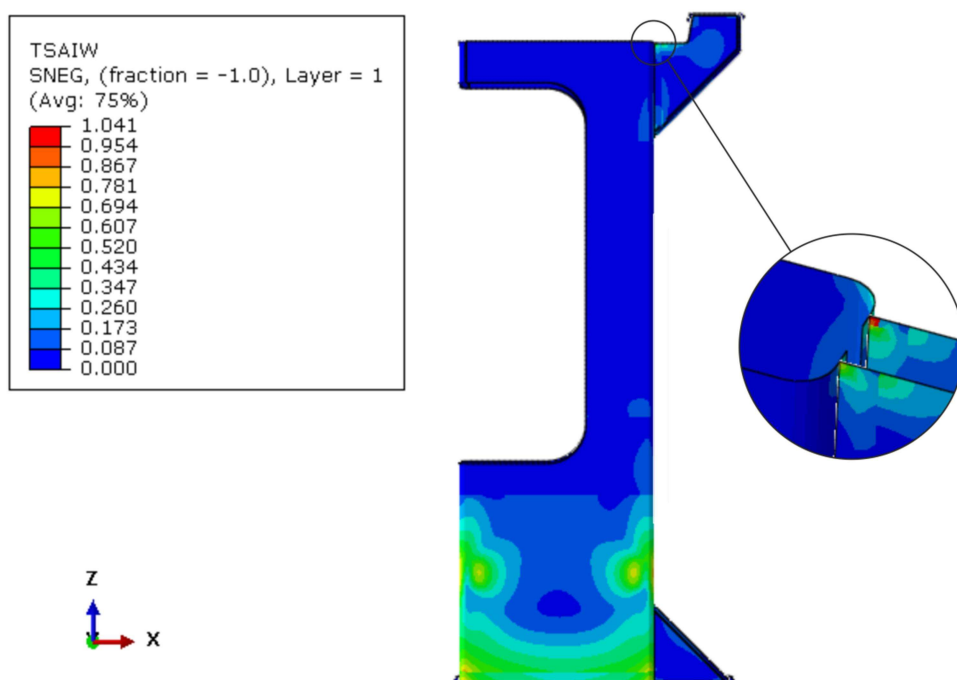 TSAIW
SNEG, (fraction = -1.0), Layer = 1
(Avg: 75%)
1.041
0.954
0.867
0.781
0.694
0.607
0.520
0.434
0.347
0.260
0.173
0.087
0.000
Z
Y
X